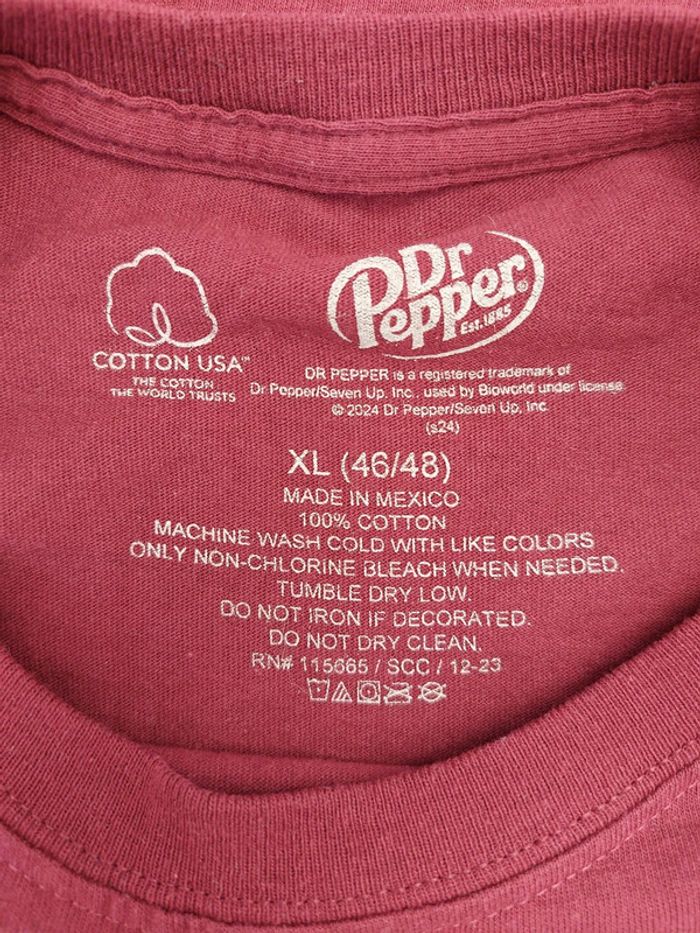 COTTON USA™
THE COTTON
THE WORLD TRUSTS
Dr
Pepper®
Est. 1885
DR PEPPER is a registered trademark of
Dr Pepper/Seven Up, Inc., used by Bioworld under license.
© 2024 Dr Pepper/Seven Up, Inc.
(s24)
XL (46/48)
MADE IN MEXICO
100% COTTON
MACHINE WASH COLD WITH LIKE COLORS
ONLY NON-CHLORINE BLEACH WHEN NEEDED.
TUMBLE DRY LOW.
DO NOT IRON IF DECORATED.
DO NOT DRY CLEAN.
RN# 115665 / SCC / 12-23